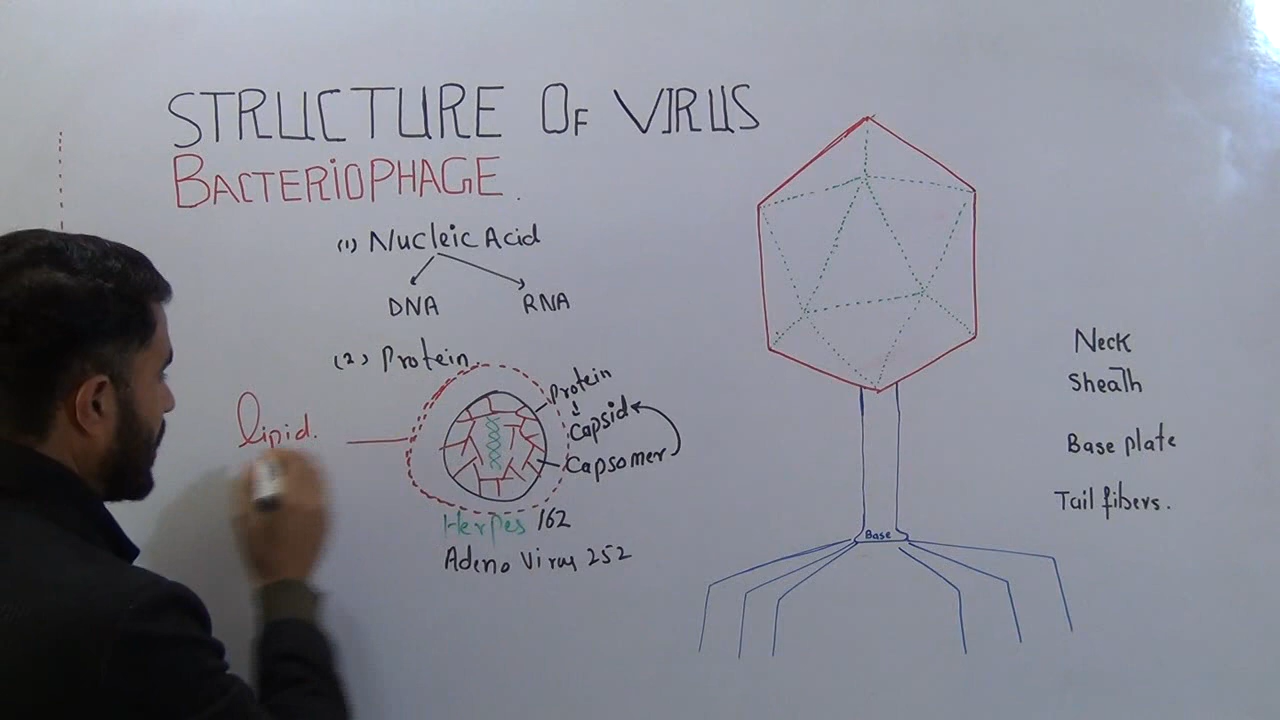 STRUCTURE OF VIRUS
BACTERIOPHAGE.
(1) Nucleic Acid
DNA RNA
(2) Protein.
lipid.
Protein
Capsid
Capsomer
Herpes 162
Adeno Virus 252
Base
Neck
Sheath
Base plate
Tail fibers.